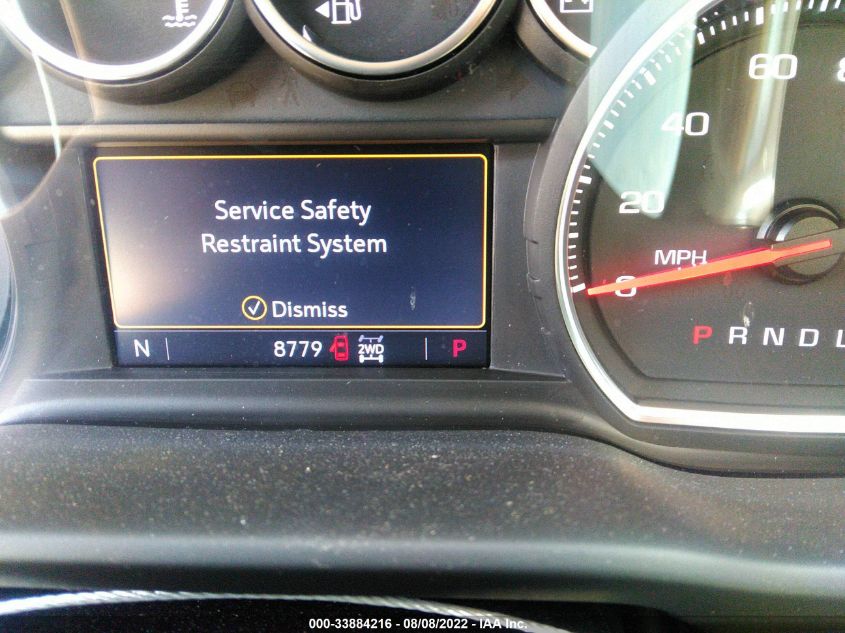 60
40
20
MPH
0
P R N D L
Service Safety
Restraint System
Dismiss
N 8779 2WD P
000-33884216 - 08/08/2022 - IAA Inc.